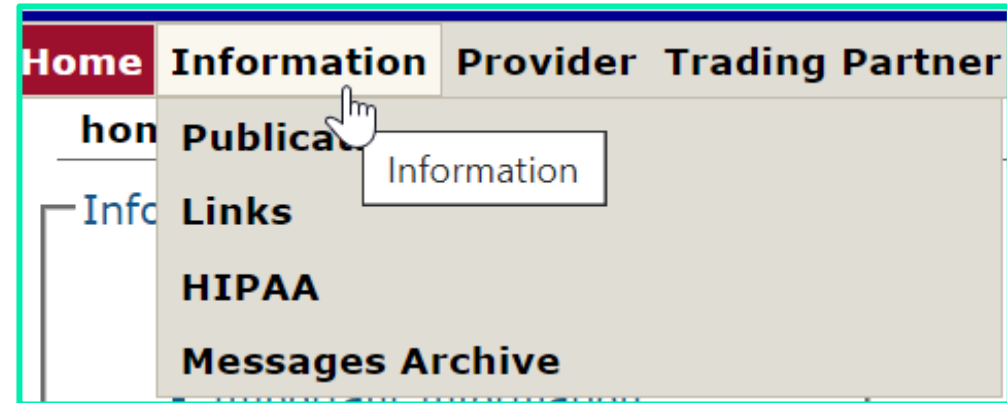 Home Information Provider Trading Partner
Information
Links
HIPAA
Messages Archive